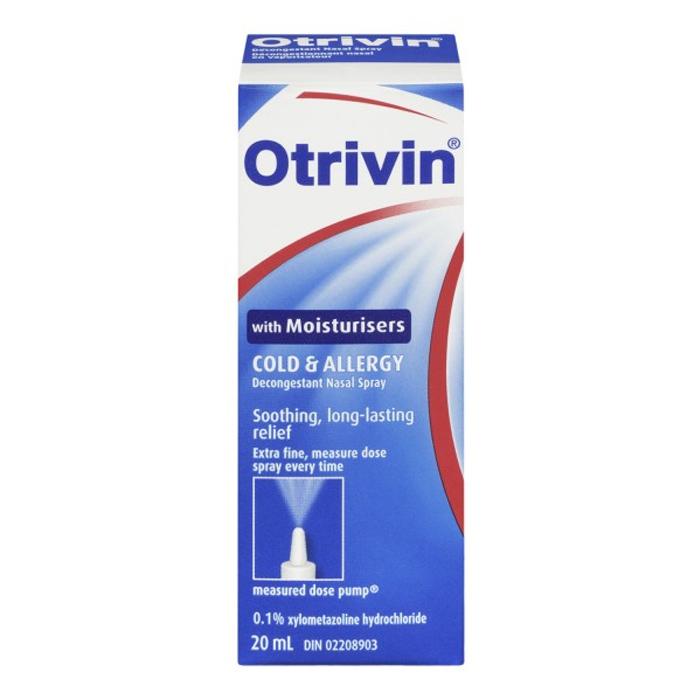 Otrivin
Decongestant Nasal Spray
Décongestionnant nasal
en vaporisateur
Otrivin®
with Moisturisers
COLD & ALLERGY
Decongestant Nasal Spray
Soothing, long-lasting
relief
Extra fine, measure dose
spray every time
measured dose pump®
0.1% xylometazoline hydrochloride
20 mL DIN 02208903